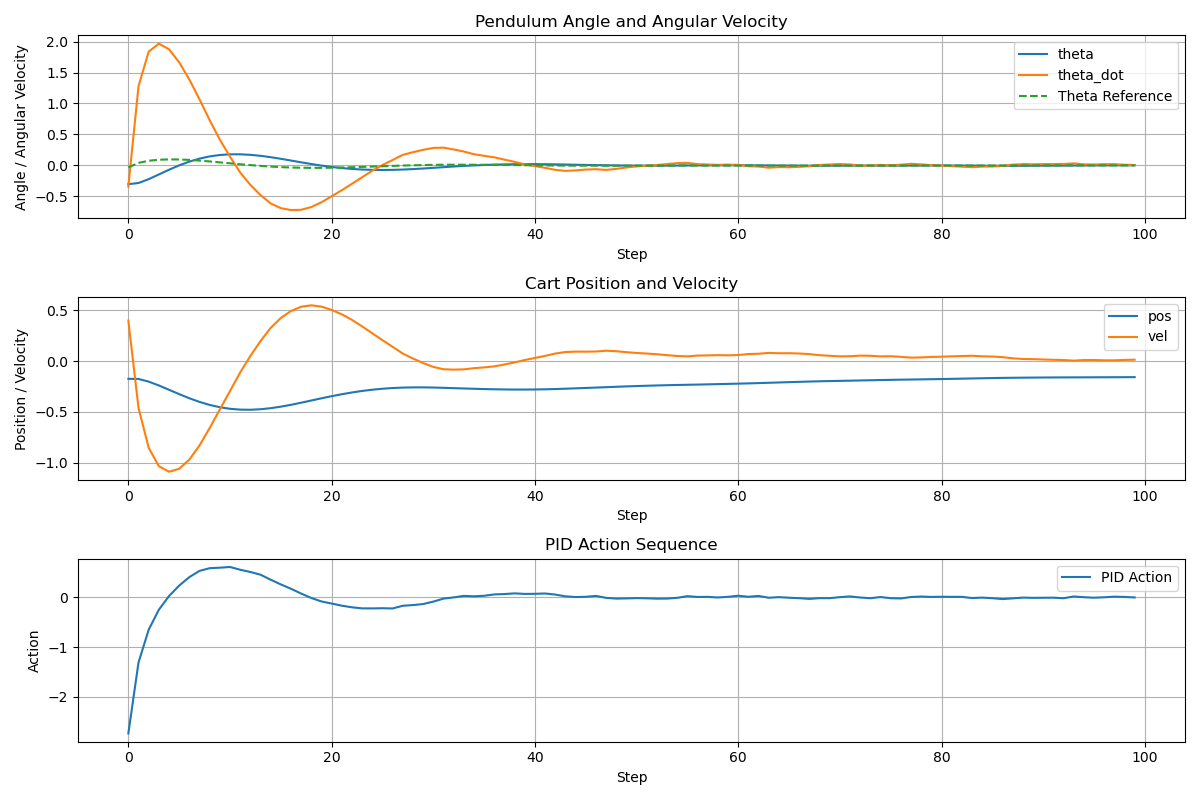 Pendulum Angle and Angular Velocity
Angle / Angular Velocity
2.0
1.5
1.0
0.5
0.0
−0.5
theta
theta_dot
Theta Reference
0 20 40 60 80 100
Step
Cart Position and Velocity
Position / Velocity
0.5
0.0
−0.5
−1.0
pos
vel
0 20 40 60 80 100
Step
PID Action Sequence
Action
0
−1
−2
PID Action
0 20 40 60 80 100
Step